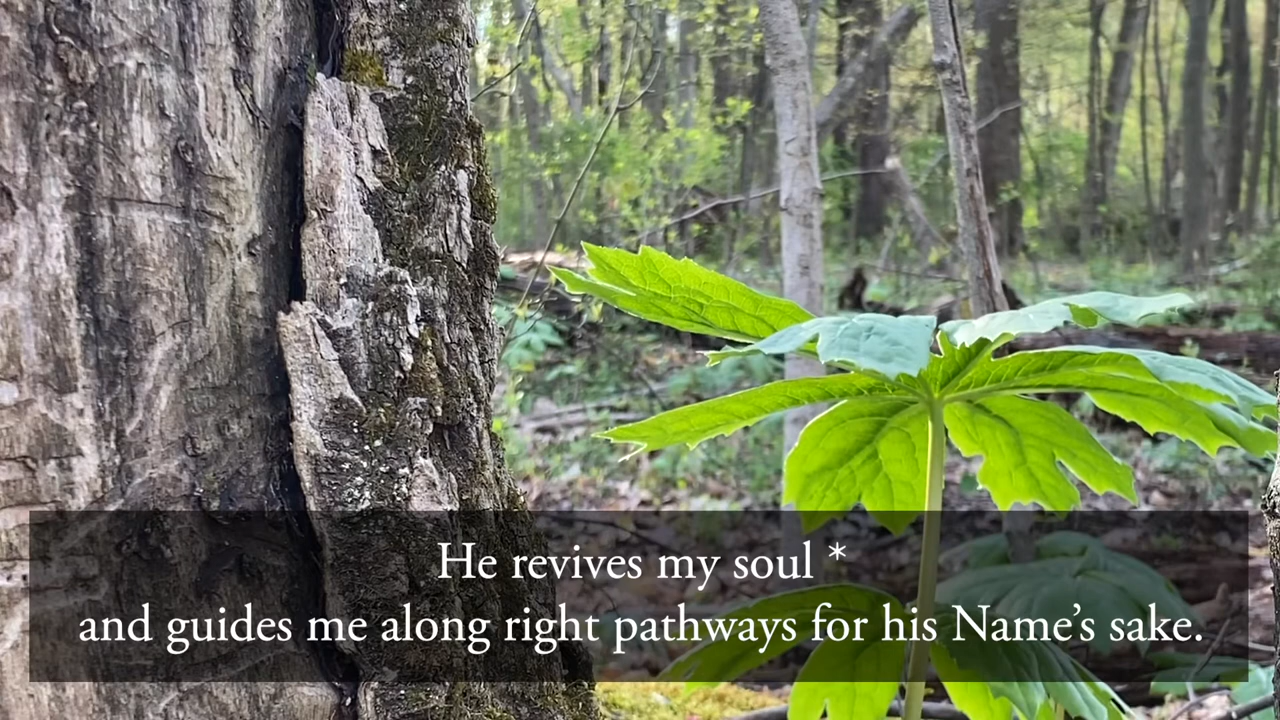 He revives my soul *
and guides me along right pathways for his Name’s sake.